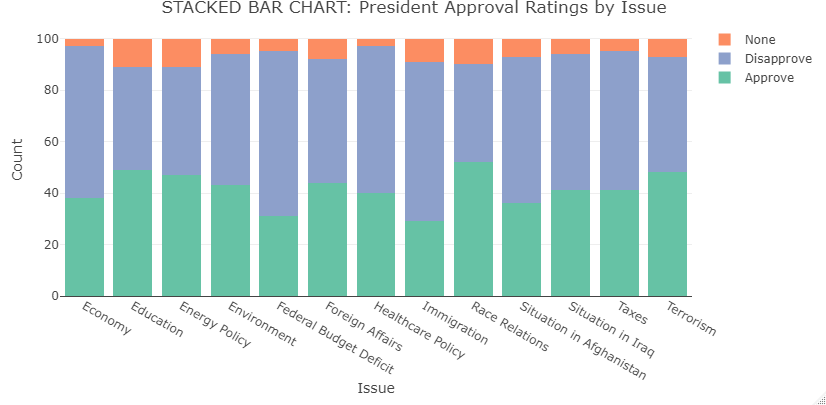 STACKED BAR CHART: President Approval Ratings by Issue
None
Disapprove
Approve
100
80
60
40
20
0
Count
Economy
Education
Energy Policy
Environment
Federal Budget Deficit
Foreign Affairs
Healthcare Policy
Immigration
Race Relations
Situation in Afghanistan
Situation in Iraq
Taxes
Terrorism
Issue